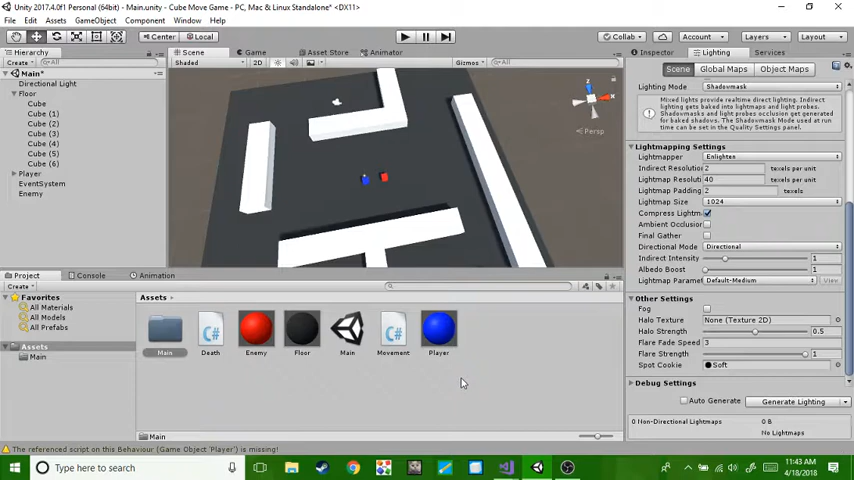 Unity 2017.4.0f1 Personal (64bit) - Main.unity - Cube Move Game - PC, Mac & Linux Standalone* <DX11>
File Edit Assets GameObject Component Window Help
Center Local Collab Account Layers Layout
Hierarchy Scene Game Asset Store Animator Inspector Lighting Services
Create All Shaded 2D Gizmos All Scene Global Maps Object Maps
Main*
Directional Light
Floor
Cube
Cube (1)
Cube (2)
Cube (3)
Cube (4)
Cube (5)
Cube (6)
Player
EventSystem
Enemy
z
x
Persp
Lighting Mode Shadowmask
Mixed lights provide realtime direct lighting. Indirect
lighting gets baked into lightmaps and light probes.
Shadowmasks and light probes occlusion get generated
for baked shadows. The Shadowmask Mode used at run
time can be set in the Quality Settings panel.
Lightmapping Settings
Lightmapper Enlighten
Indirect Resolution 2 texels per unit
Lightmap Resoluti 40 texels per unit
Lightmap Padding 2 texels
Lightmap Size 1024
Compress Lightm
Ambient Occlusion
Final Gather
Directional Mode Directional
Indirect Intensity 1
Albedo Boost 1
Lightmap Parame Default-Medium View
Other Settings
Fog
Halo Texture None (Texture 2D)
Halo Strength 0.5
Flare Fade Speed 3
Flare Strength 1
Spot Cookie Soft
Debug Settings
Auto Generate Generate Lighting
0 Non-Directional Lightmaps 0 B
No Lightmaps
Project Console Animation
Create
Favorites
All Materials
All Models
All Prefabs
Assets
Main
Assets
Main Death Enemy Floor Main Movement Player
C# C#
Main
The referenced script on this Behaviour (Game Object 'Player') is missing!
Type here to search
11:43 AM
4/18/2018